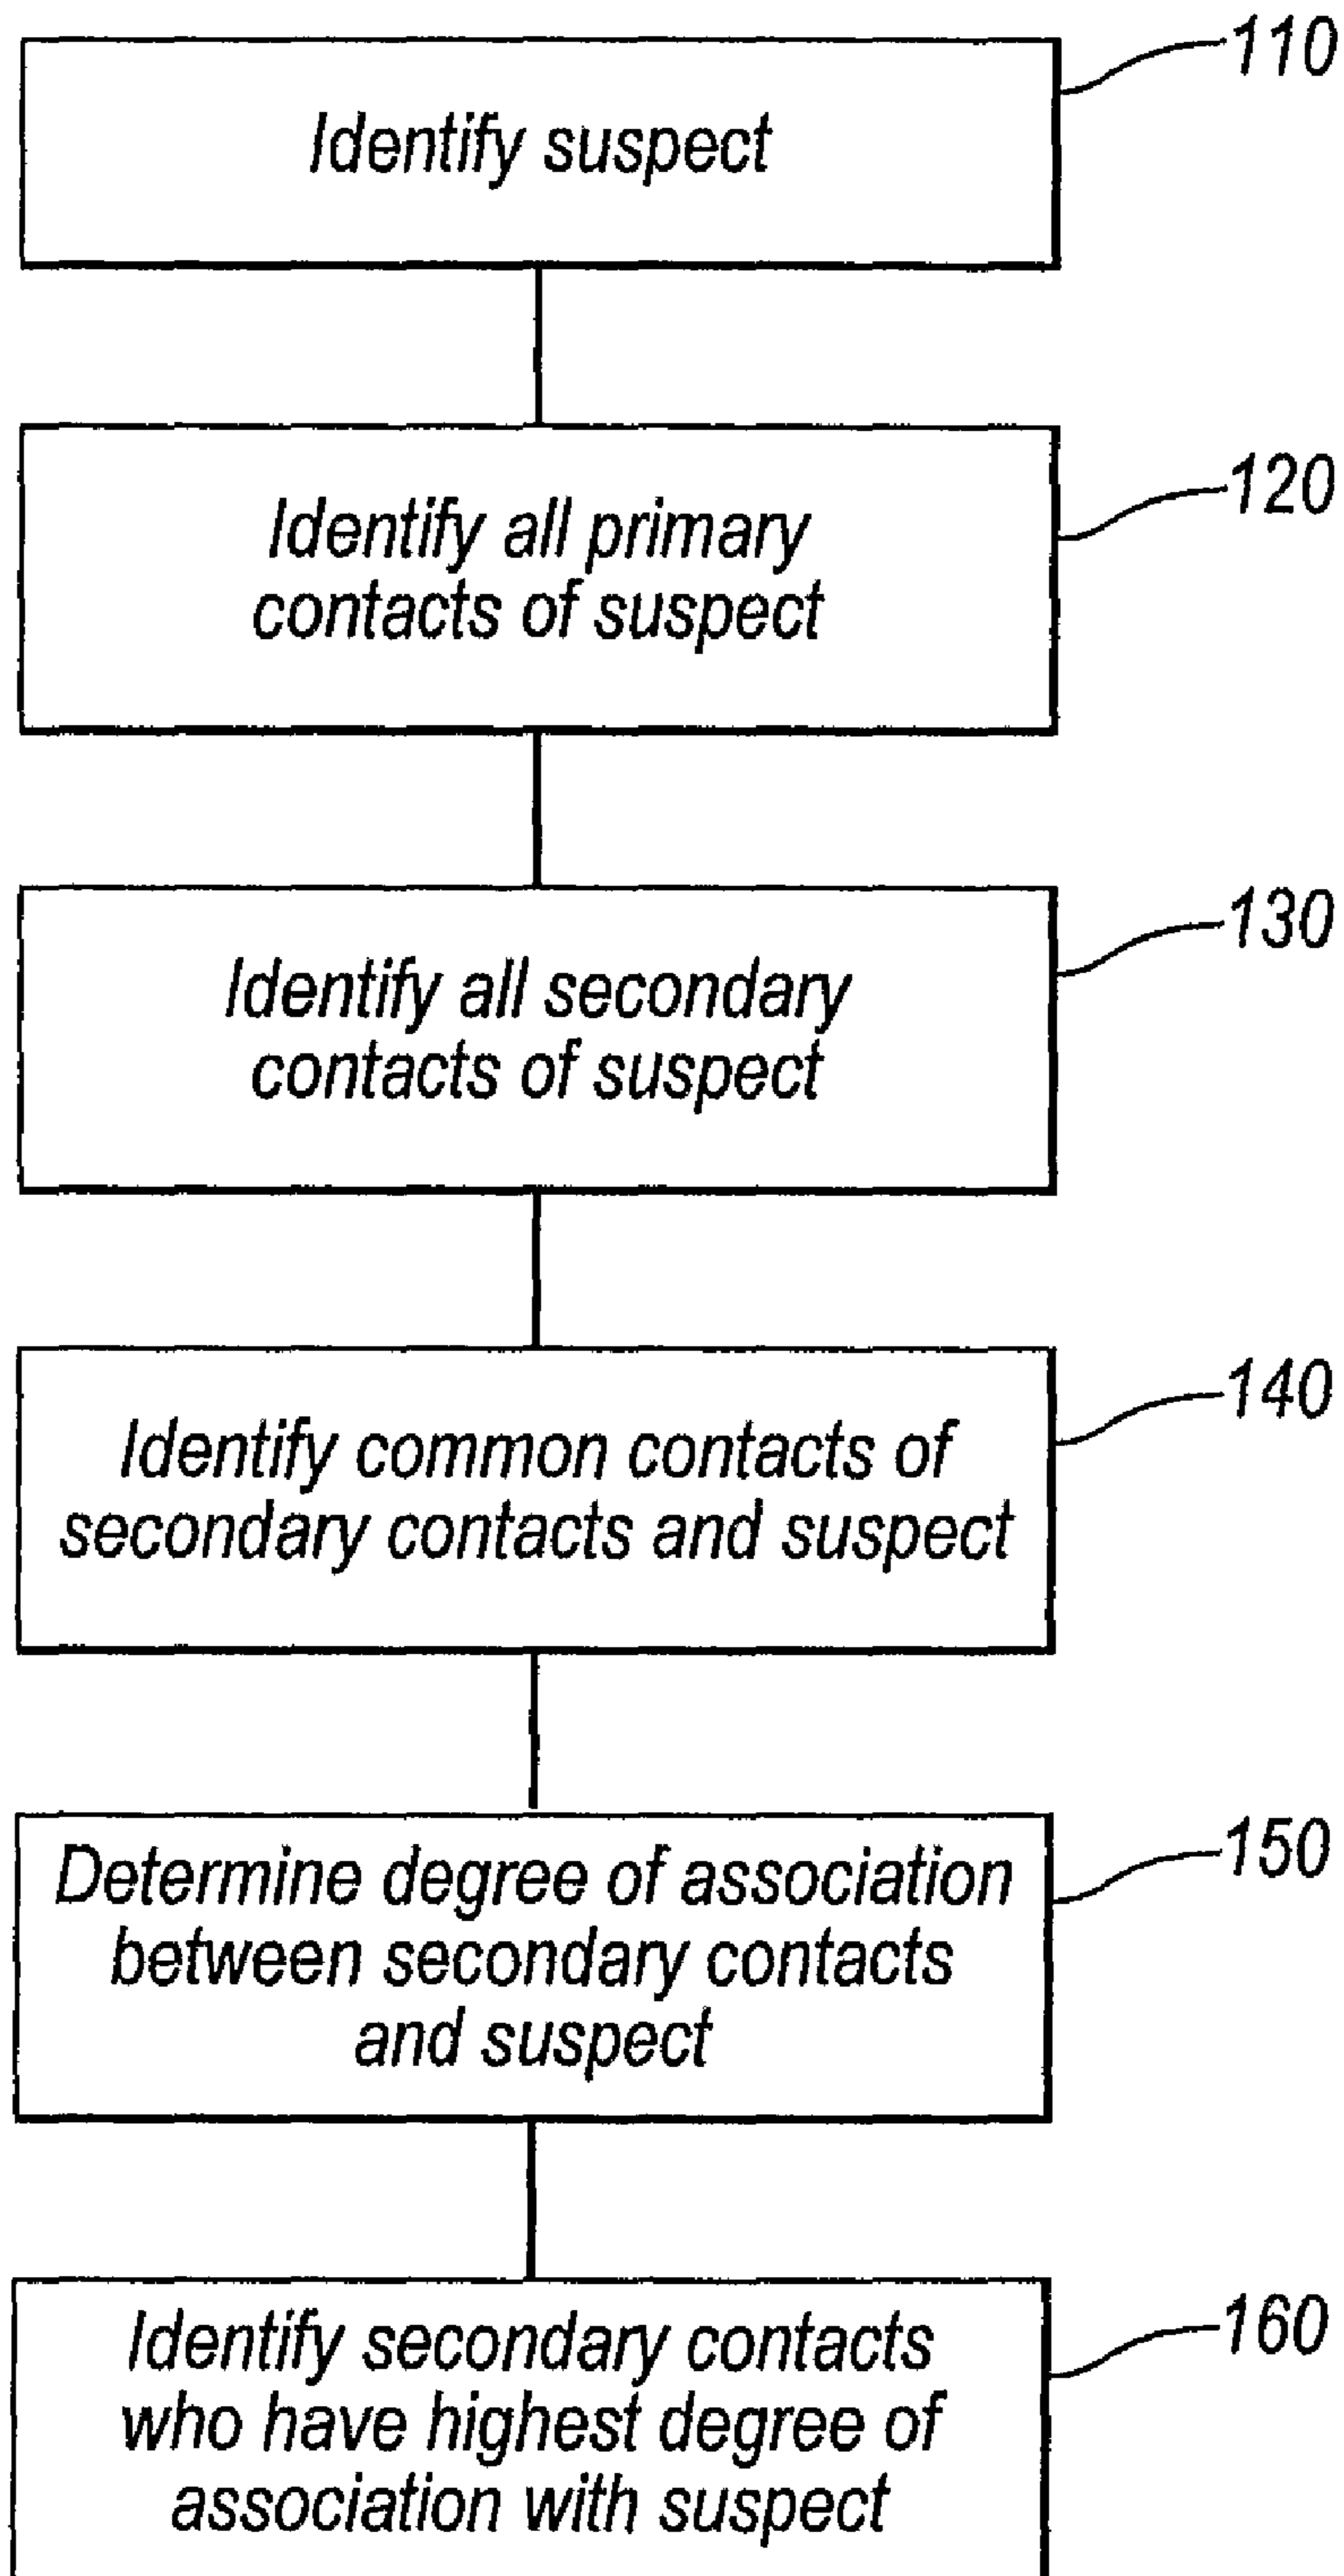 110
Identify suspect
120
Identify all primary
contacts of suspect
130
Identify all secondary
contacts of suspect
140
Identify common contacts of
secondary contacts and suspect
150
Determine degree of association
between secondary contacts
and suspect
160
Identify secondary contacts
who have highest degree of
association with suspect